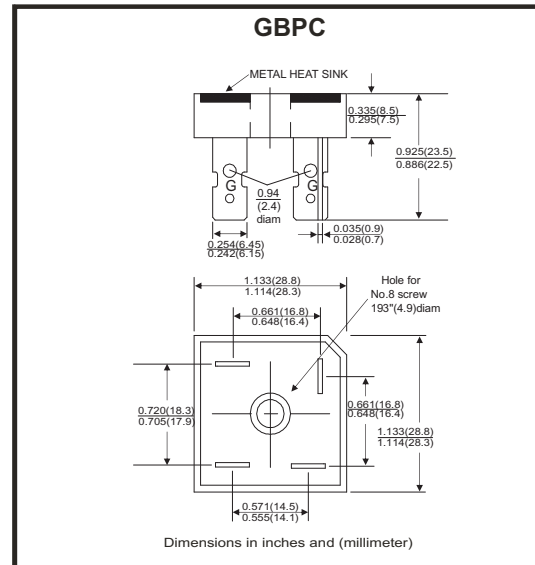 GBPC
METAL HEAT SINK
0.335(8.5)
0.295(7.5)
0.925(23.5)
0.886(22.5)
G
G
0.94
(2.4)
diam
0.035(0.9)
0.028(0.7)
0.254(6.45)
0.242(6.15)
1.133(28.8)
1.114(28.3)
Hole for
No.8 screw
193"(4.9)diam
0.661(16.8)
0.648(16.4)
0.720(18.3)
0.705(17.9)
0.661(16.8)
0.648(16.4)
1.133(28.8)
1.114(28.3)
0.571(14.5)
0.555(14.1)
Dimensions in inches and (millimeter)